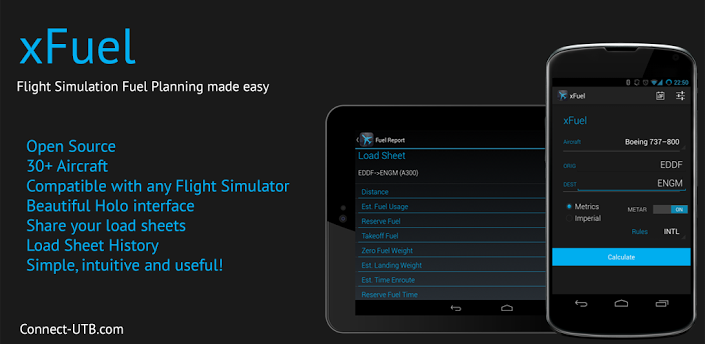 xFuel
Flight Simulation Fuel Planning made easy
Open Source
30+ Aircraft
Compatible with any Flight Simulator
Beautiful Holo interface
Share your load sheets
Load Sheet History
Simple, intuitive and useful!
Connect-UTB.com
Fuel Report
Load Sheet
EDDF->ENGM (A300)
Distance
Est. Fuel Usage
Reserve Fuel
Takeoff Fuel
Zero Fuel Weight
Est. Landing Weight
Est. Time Enroute
Reserve Fuel Time
22:50
xFuel
xFuel
Aircraft Boeing 737-800
ORIG EDDF
DEST ENGM
Metrics
Imperial
METAR ON
Rules INTL
Calculate